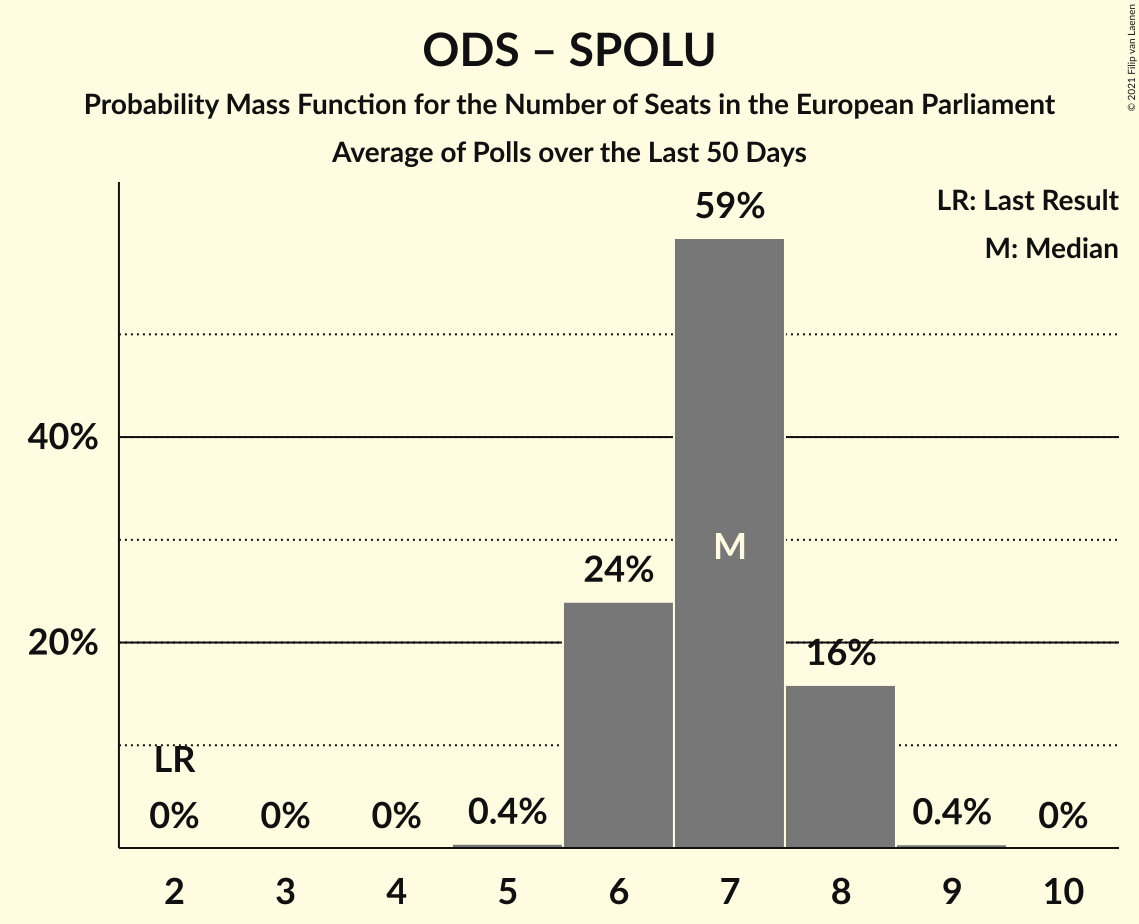 ODS – SPOLU
Probability Mass Function for the Number of Seats in the European Parliament
Average of Polls over the Last 50 Days
© 2021 Filip van Laenen
LR: Last Result
M: Median
59%
40%
M
24%
20%
16%
LR
0%
0%
0%
0.4%
0.4%
0%
2
3
4
5
6
7
8
9
10